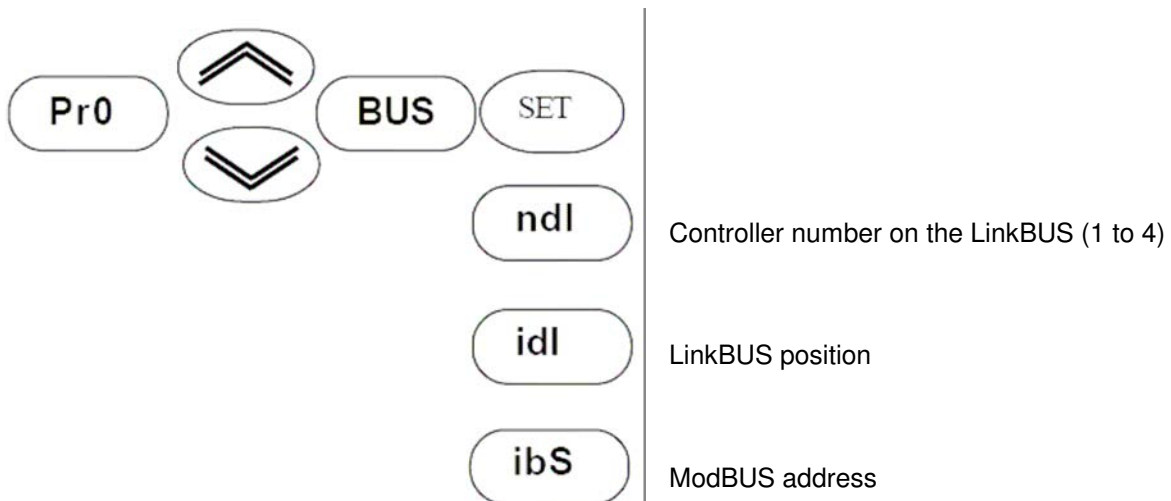 Pr0 BUS SET
ndl Controller number on the LinkBUS (1 to 4)
idl LinkBUS position
ibS ModBUS address